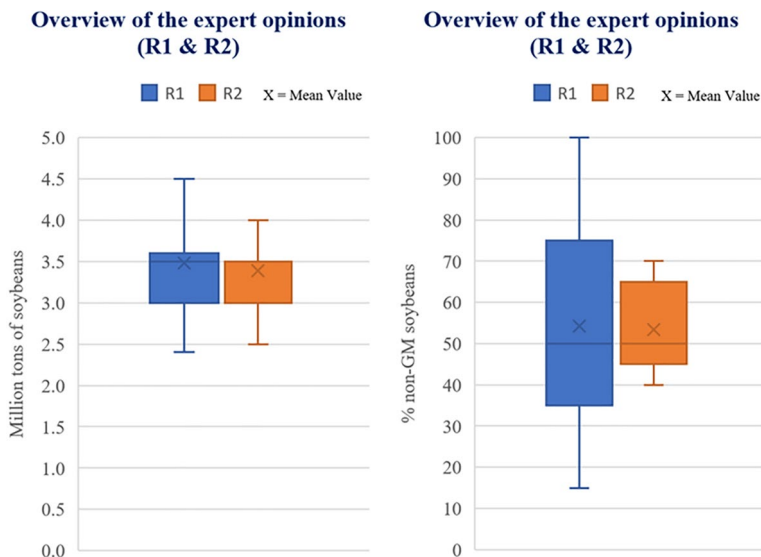 Overview of the expert opinions
(R1 & R2)
R1 R2 X = Mean Value
5.0
4.5
4.0
3.5
3.0
2.5
2.0
1.5
1.0
0.5
0.0
Million tons of soybeans
Overview of the expert opinions
(R1 & R2)
R1 R2 X = Mean Value
100
90
80
70
60
50
40
30
20
10
0
% non-GM soybeans